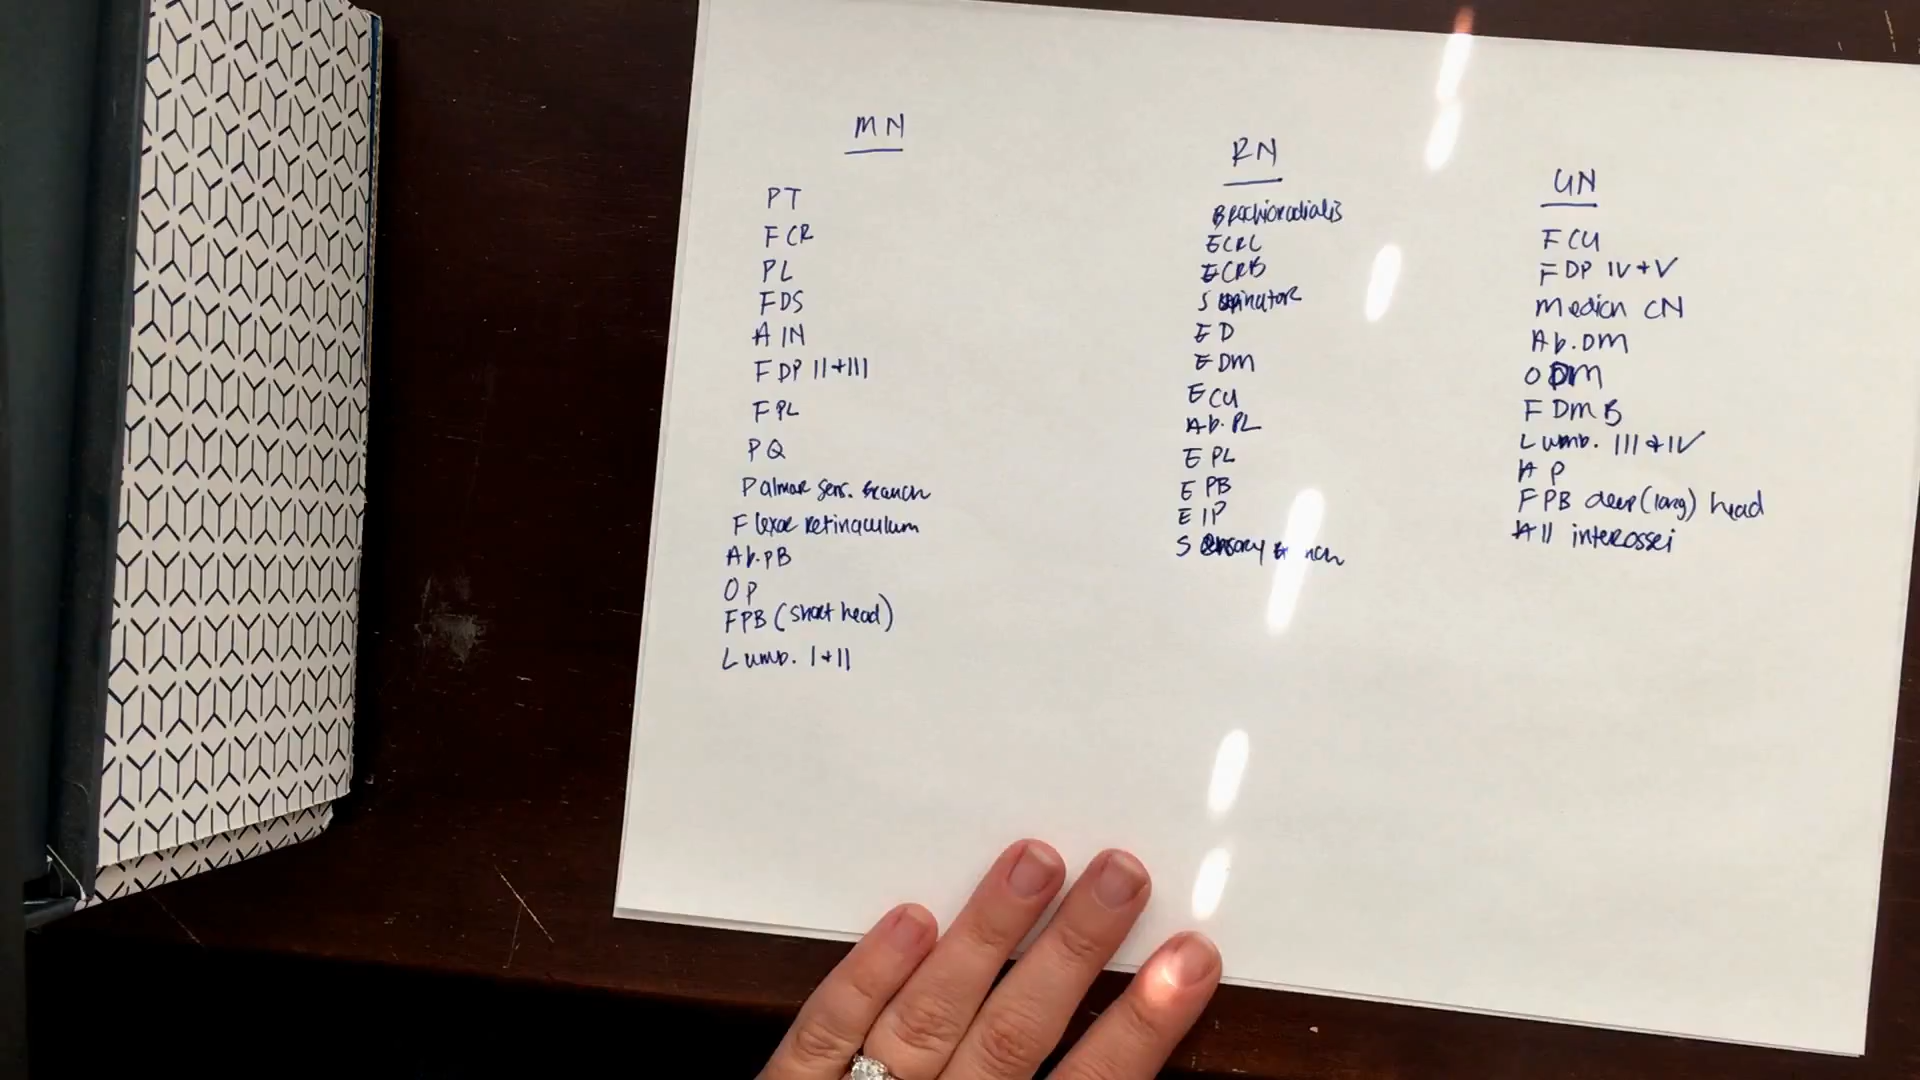 MN
PT
FCR
PL
FDS
AIN
FDP II+III
FPL
PQ
Palmar sens. branch
Flexor retinaculum
Ab.PB
OP
FPB (short head)
Lumb. I+II
RN
Brachioradialis
ECRL
ECRB
Supinator
ED
EDM
ECU
Ab.PL
EPL
EPB
EIP
Sensory branch
UN
FCU
FDP IV+V
Median CN
Ab.DM
ODM
FDMB
Lumb. III+IV
AP
FPB deep (long) head
All interossei